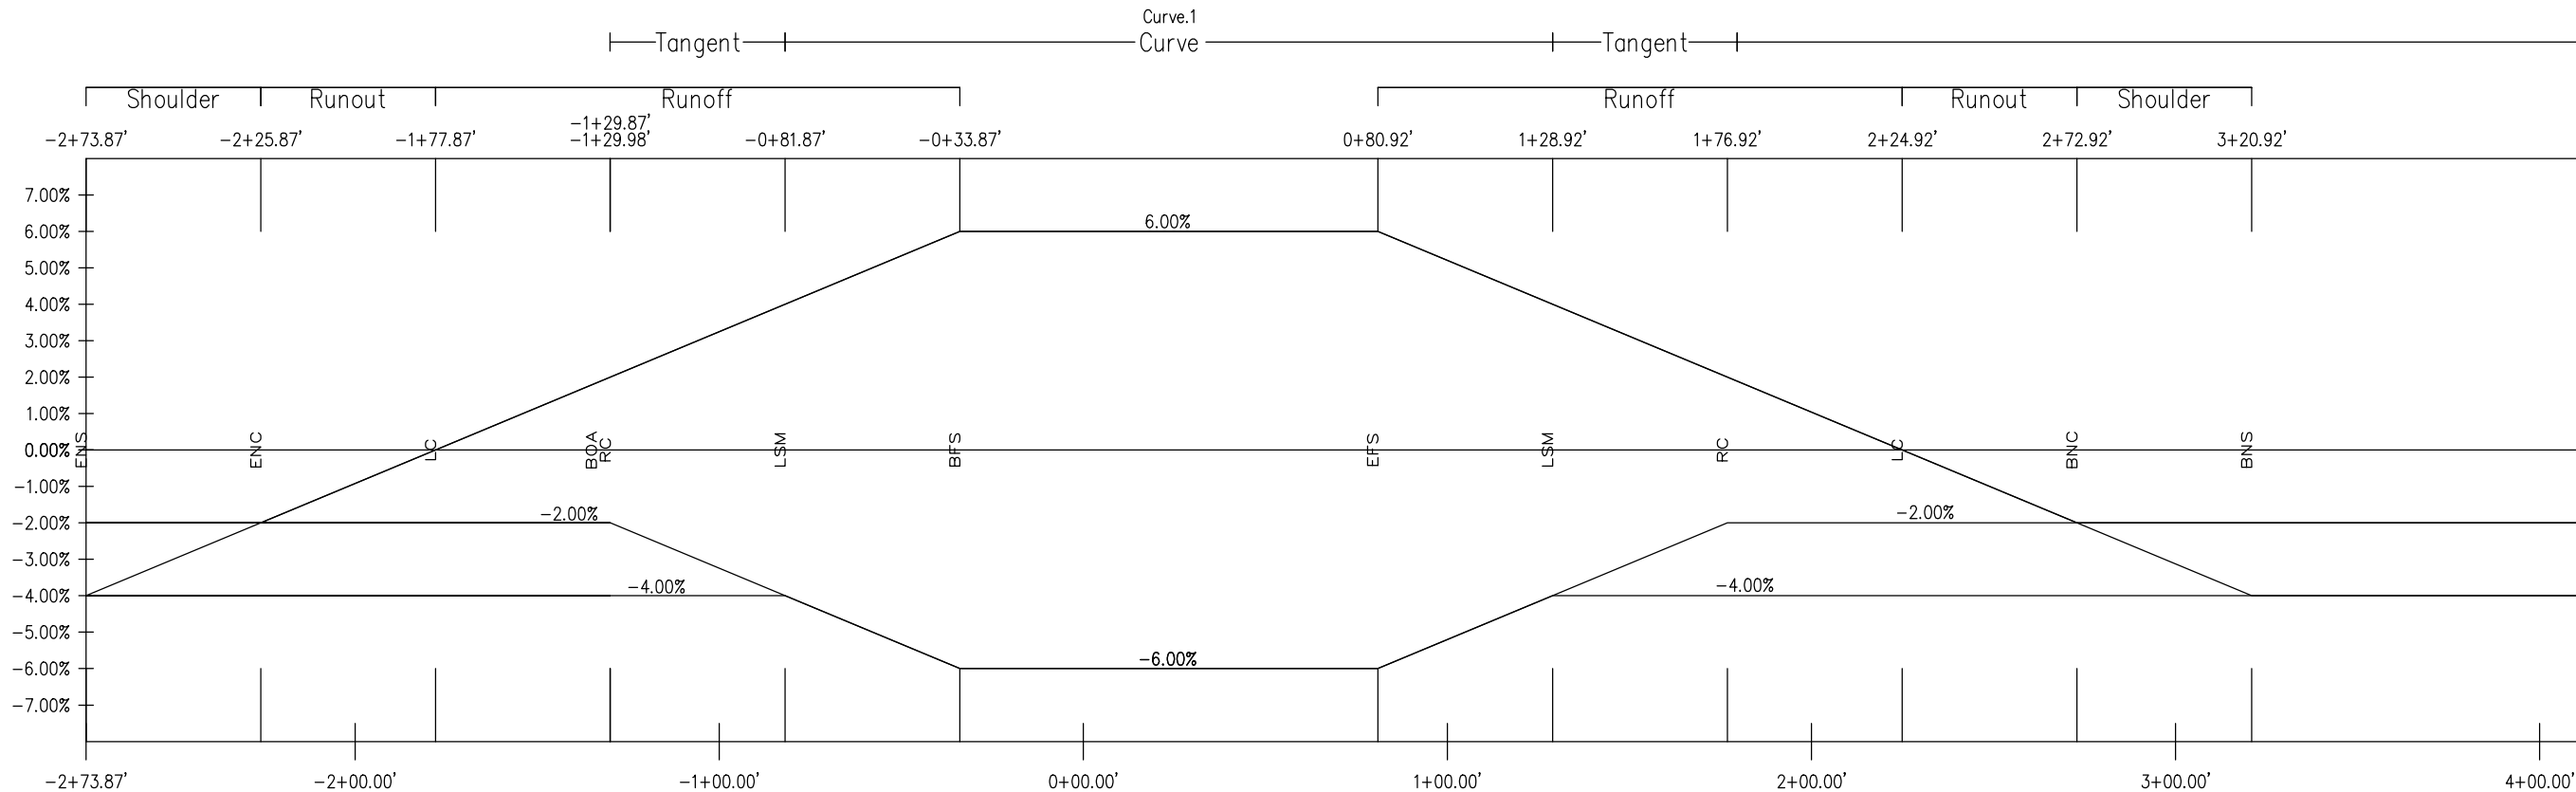 Curve.1
Tangent Curve Tangent
Shoulder Runout Runoff Runoff Runout Shoulder
-1+29.87'
-2+73.87' -2+25.87' -1+77.87' -1+29.98' -0+81.87' -0+33.87' 0+80.92' 1+28.92' 1+76.92' 2+24.92' 2+72.92' 3+20.92'
7.00%
6.00% 6.00%
5.00%
4.00%
3.00%
2.00%
1.00%
0.00% ENS ENC LC BOA RC LSM BFS EFS LSM RC LC BNC BNS
-1.00%
-2.00% -2.00% -2.00%
-3.00%
-4.00% -4.00% -4.00%
-5.00%
-6.00% -6.00%
-7.00%
-2+73.87' -2+00.00' -1+00.00' 0+00.00' 1+00.00' 2+00.00' 3+00.00' 4+00.00'